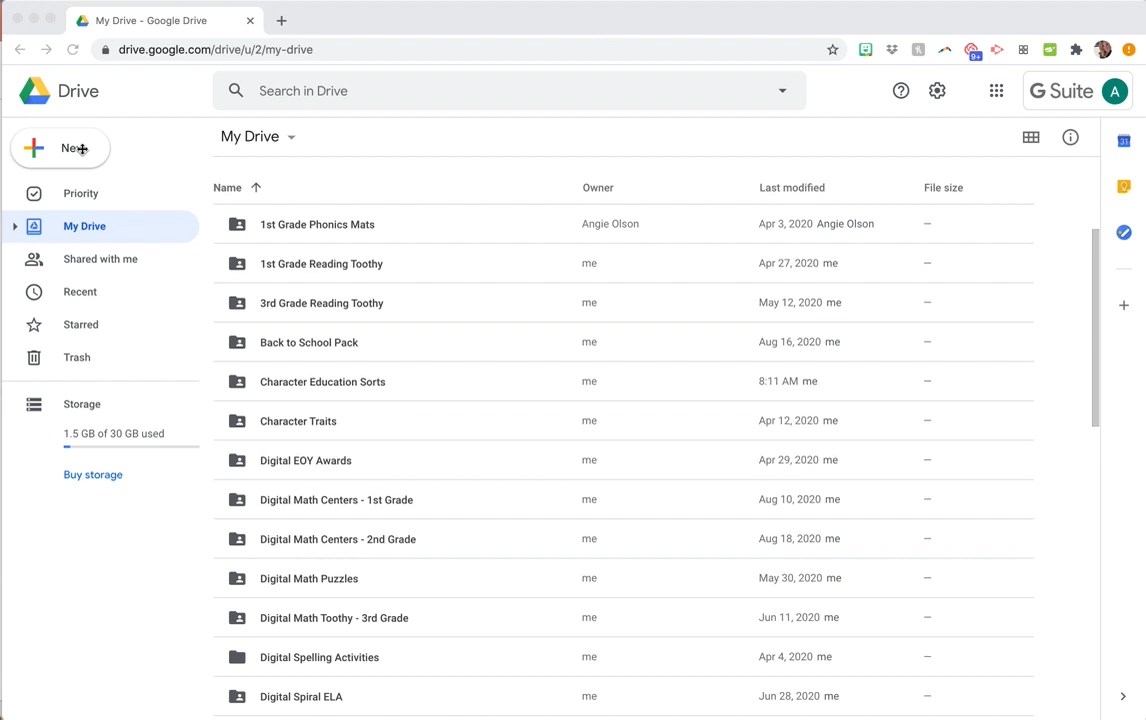 My Drive - Google Drive
drive.google.com/drive/u/2/my-drive
9+
Drive
Search in Drive
G Suite A
New
My Drive
Priority
My Drive
Shared with me
Recent
Starred
Trash
Storage
1.5 GB of 30 GB used
Buy storage
Name Owner Last modified File size
1st Grade Phonics Mats Angie Olson Apr 3, 2020 Angie Olson –
1st Grade Reading Toothy me Apr 27, 2020 me –
3rd Grade Reading Toothy me May 12, 2020 me –
Back to School Pack me Aug 16, 2020 me –
Character Education Sorts me 8:11 AM me –
Character Traits me Apr 12, 2020 me –
Digital EOY Awards me Apr 29, 2020 me –
Digital Math Centers - 1st Grade me Aug 10, 2020 me –
Digital Math Centers - 2nd Grade me Aug 18, 2020 me –
Digital Math Puzzles me May 30, 2020 me –
Digital Math Toothy - 3rd Grade me Jun 11, 2020 me –
Digital Spelling Activities me Apr 4, 2020 me –
Digital Spiral ELA me Jun 28, 2020 me –
31